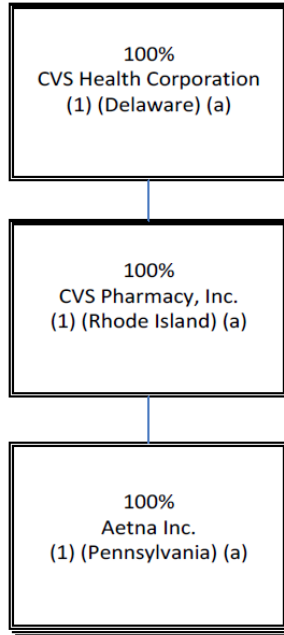 100%
CVS Health Corporation
(1) (Delaware) (a)
100%
CVS Pharmacy, Inc.
(1) (Rhode Island) (a)
100%
Aetna Inc.
(1) (Pennsylvania) (a)